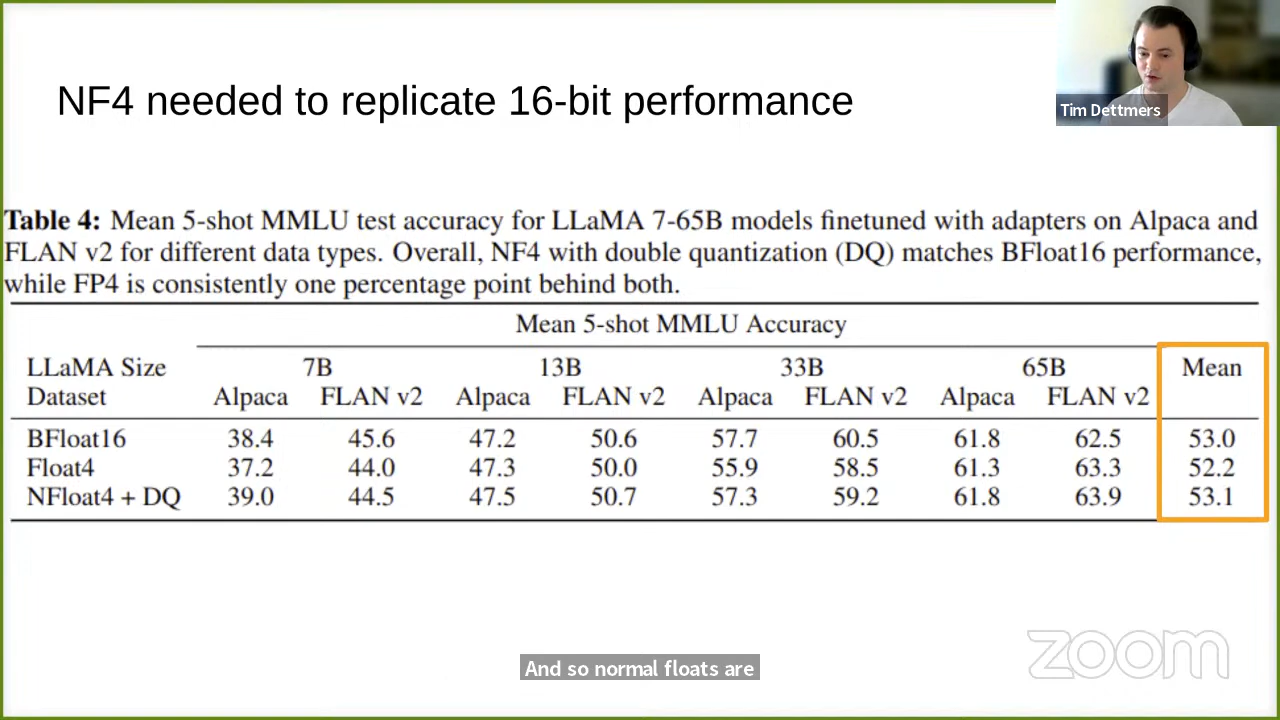 NF4 needed to replicate 16-bit performance
Tim Dettmers
Table 4: Mean 5-shot MMLU test accuracy for LLaMA 7-65B models finetuned with adapters on Alpaca and
FLAN v2 for different data types. Overall, NF4 with double quantization (DQ) matches BFloat16 performance,
while FP4 is consistently one percentage point behind both.
Mean 5-shot MMLU Accuracy
LLaMA Size 7B 13B 33B 65B Mean
Dataset Alpaca FLAN v2 Alpaca FLAN v2 Alpaca FLAN v2 Alpaca FLAN v2
BFloat16 38.4 45.6 47.2 50.6 57.7 60.5 61.8 62.5 53.0
Float4 37.2 44.0 47.3 50.0 55.9 58.5 61.3 63.3 52.2
NFloat4 + DQ 39.0 44.5 47.5 50.7 57.3 59.2 61.8 63.9 53.1
zoom
And so normal floats are